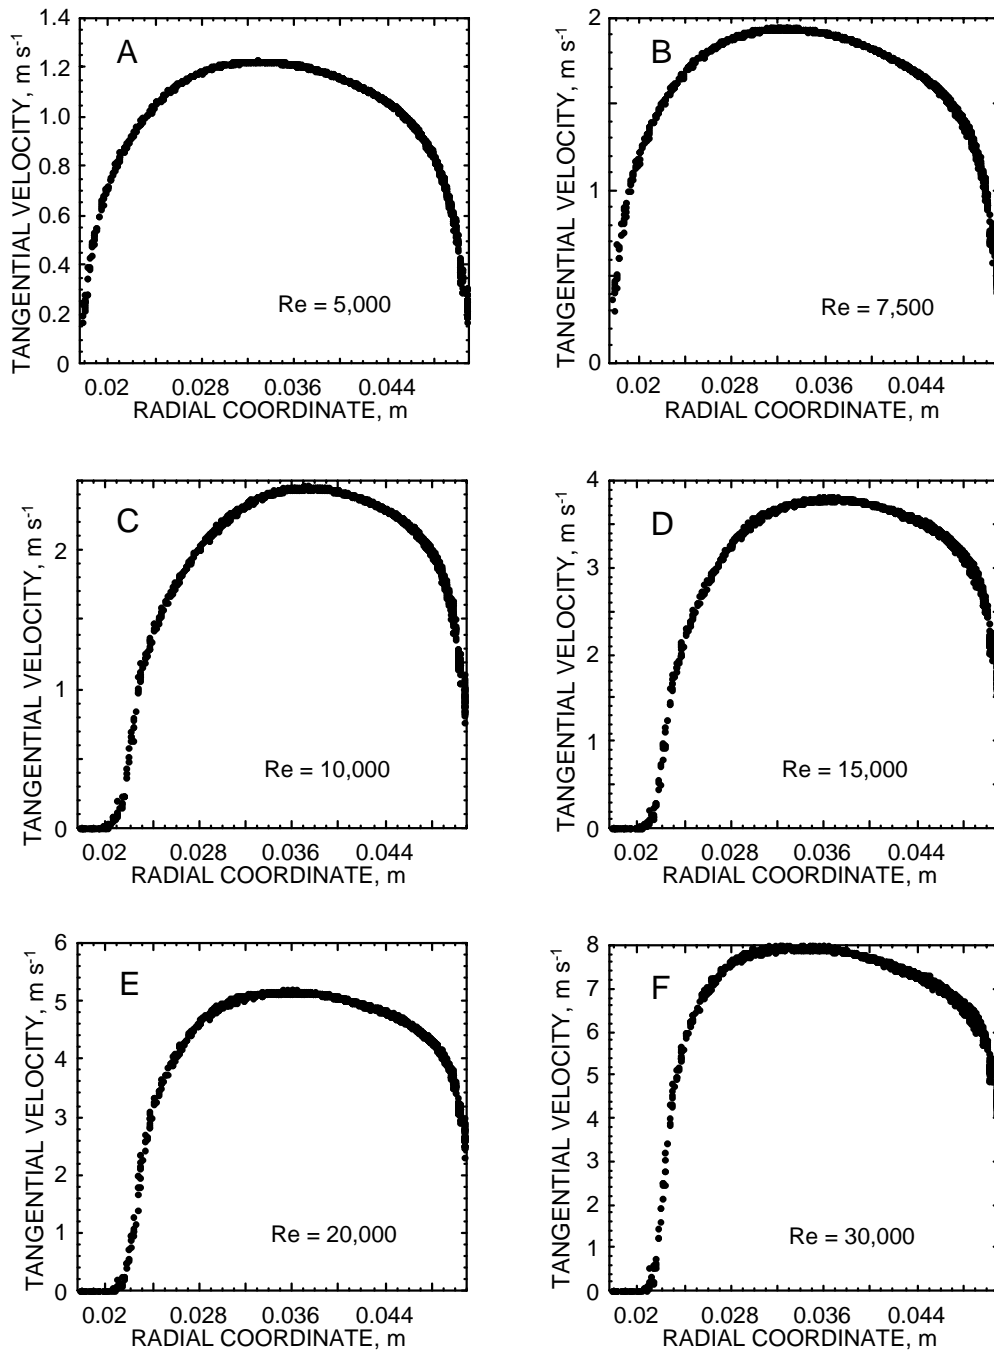 A
TANGENTIAL VELOCITY, m s-1
1.4
1.2
1.0
0.8
0.6
0.4
0.2
0
Re = 5,000
0.02 0.028 0.036 0.044
RADIAL COORDINATE, m
B
TANGENTIAL VELOCITY, m s-1
2
1
0
Re = 7,500
0.02 0.028 0.036 0.044
RADIAL COORDINATE, m
C
TANGENTIAL VELOCITY, m s-1
2
1
0
Re = 10,000
0.02 0.028 0.036 0.044
RADIAL COORDINATE, m
D
TANGENTIAL VELOCITY, m s-1
4
3
2
1
0
Re = 15,000
0.02 0.028 0.036 0.044
RADIAL COORDINATE, m
E
TANGENTIAL VELOCITY, m s-1
6
5
4
3
2
1
0
Re = 20,000
0.02 0.028 0.036 0.044
RADIAL COORDINATE, m
F
TANGENTIAL VELOCITY, m s-1
8
7
6
5
4
3
2
1
0
Re = 30,000
0.02 0.028 0.036 0.044
RADIAL COORDINATE, m